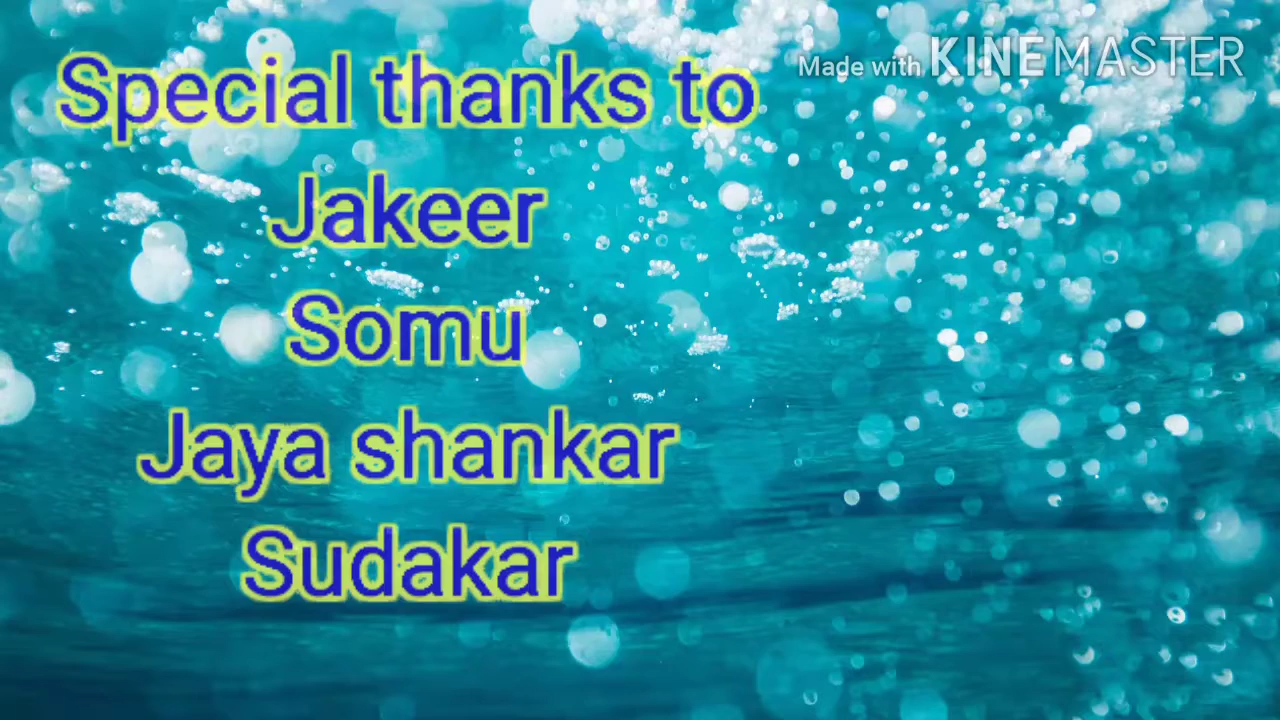 Made with KINEMASTER
Special thanks to
Jakeer
Somu
Jaya shankar
Sudakar